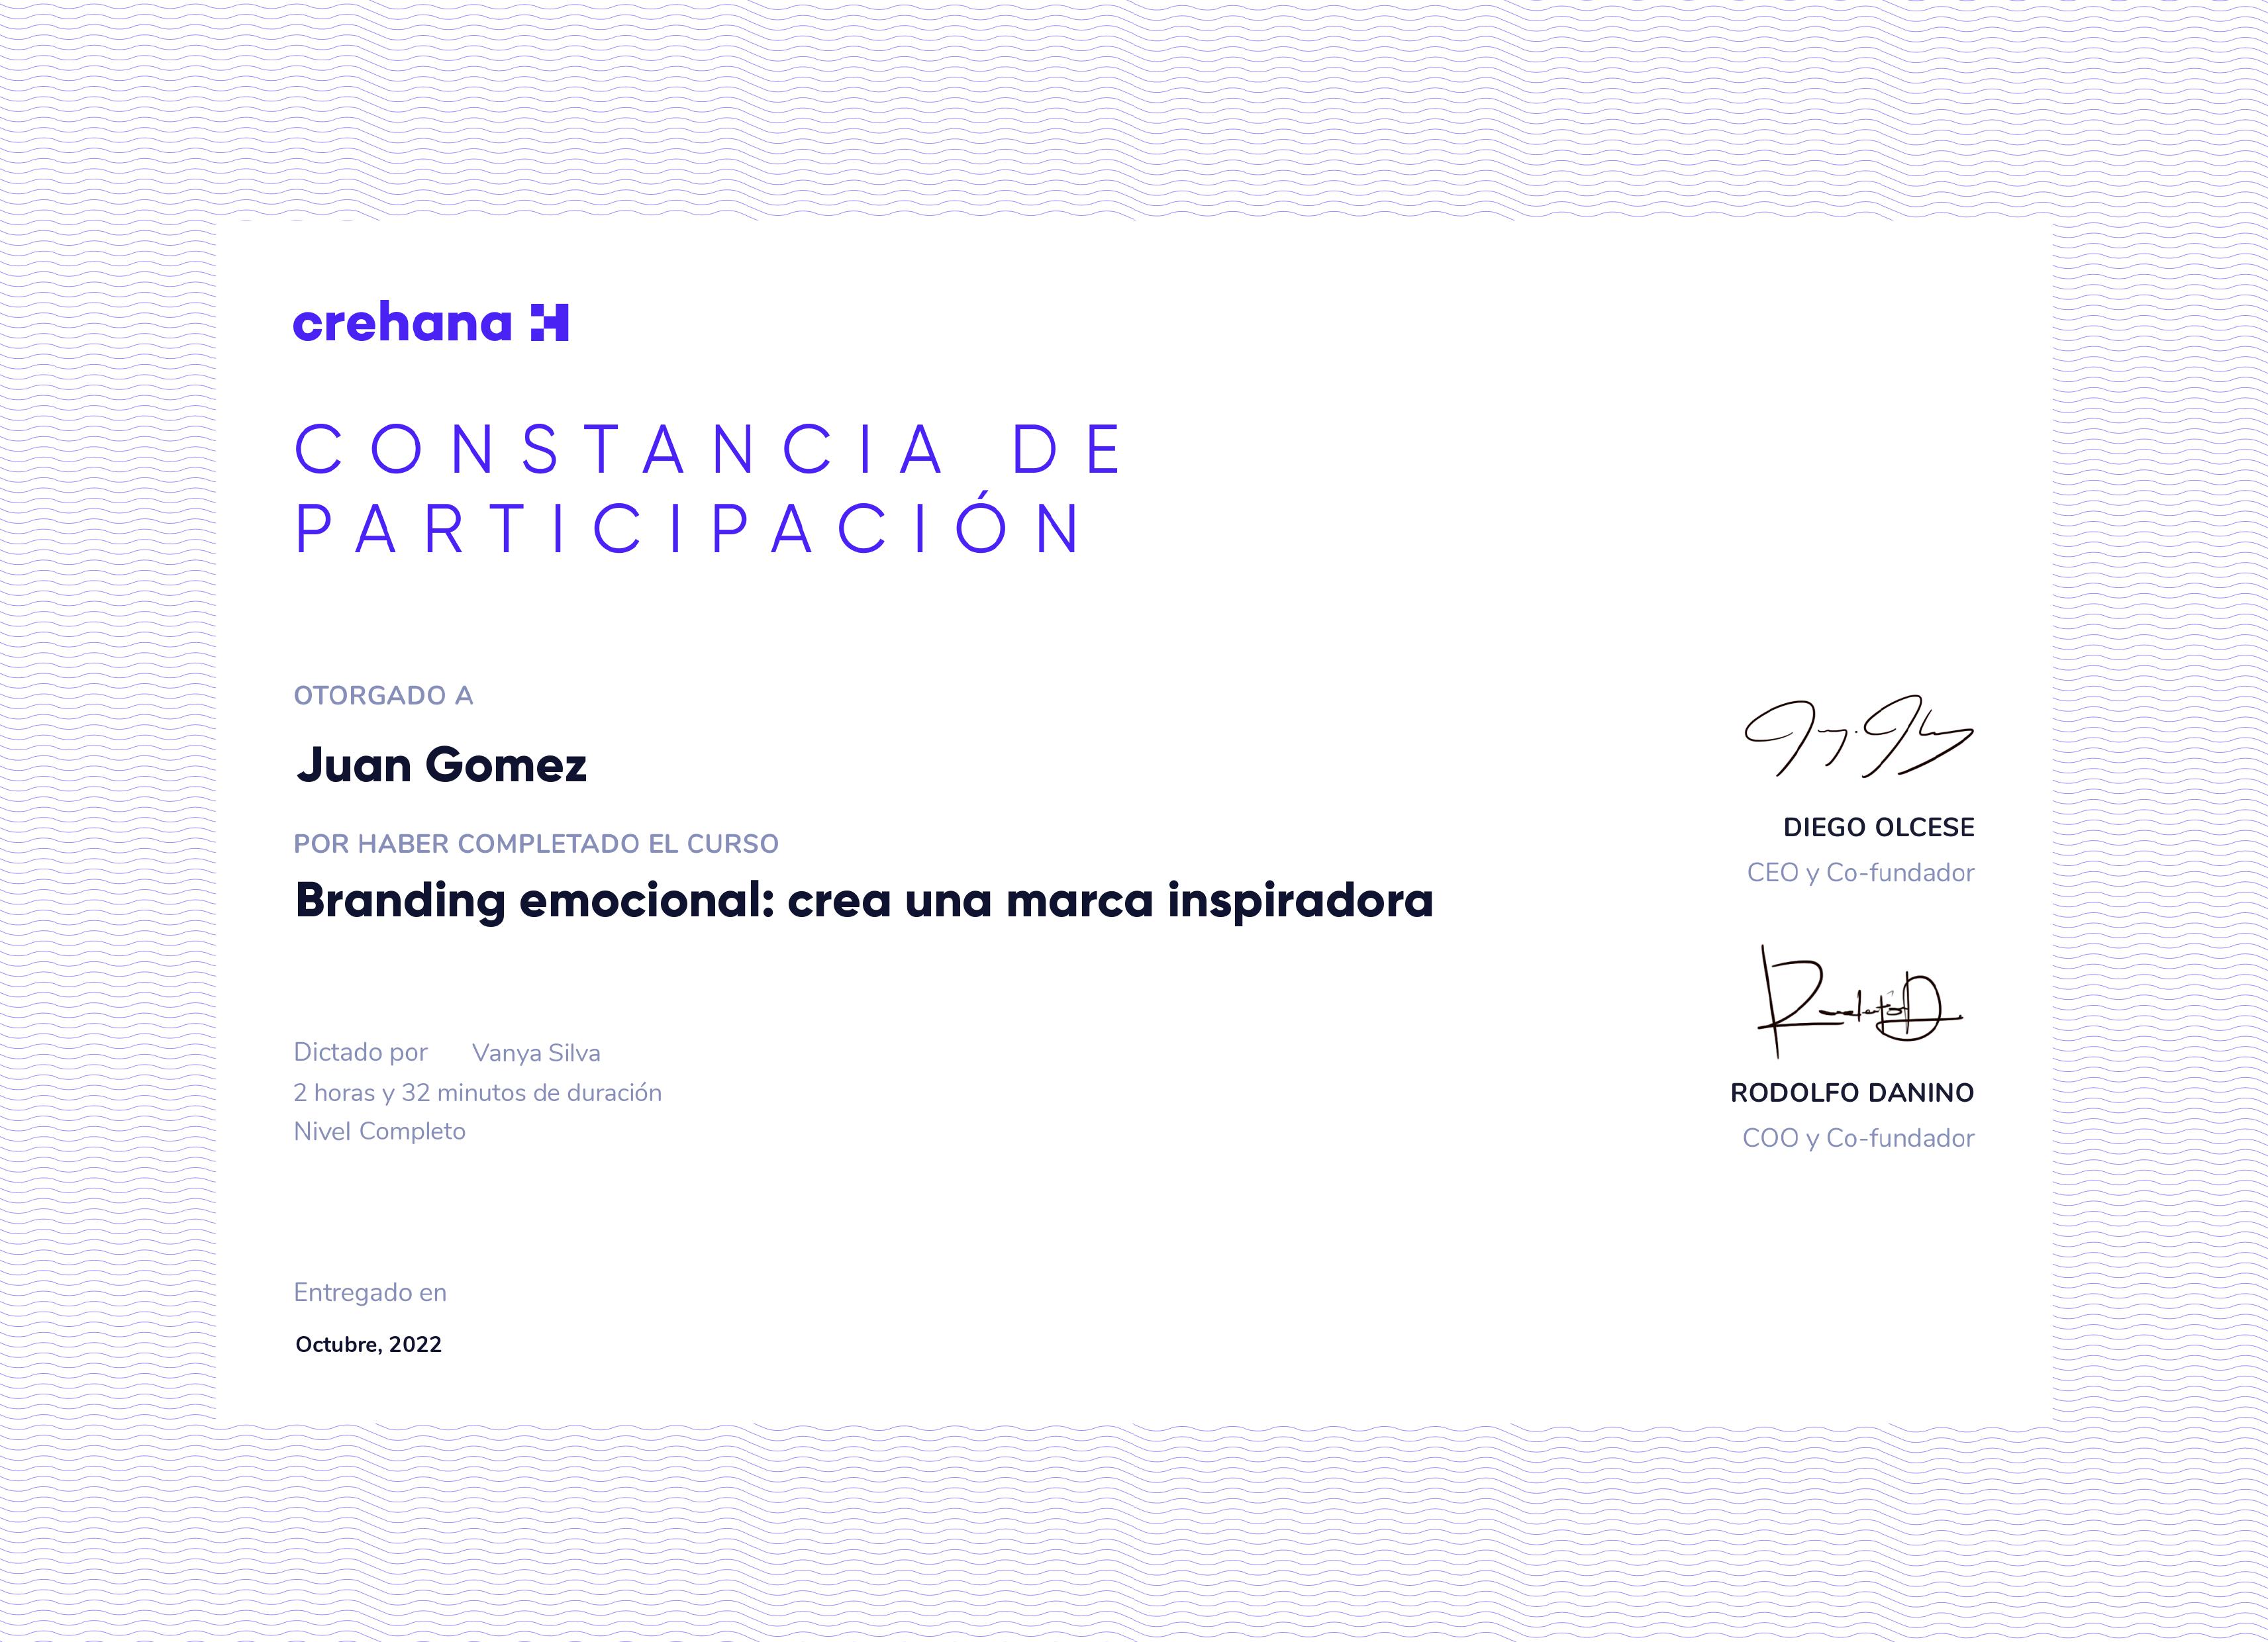 crehana
CONSTANCIA DE
PARTICIPACIÓN
OTORGADO A
Juan Gomez
POR HABER COMPLETADO EL CURSO
Branding emocional: crea una marca inspiradora
Dictado por Vanya Silva
2 horas y 32 minutos de duración
Nivel Completo
Entregado en
Octubre, 2022
DIEGO OLCESE
CEO y Co-fundador
RODOLFO DANINO
COO y Co-fundador